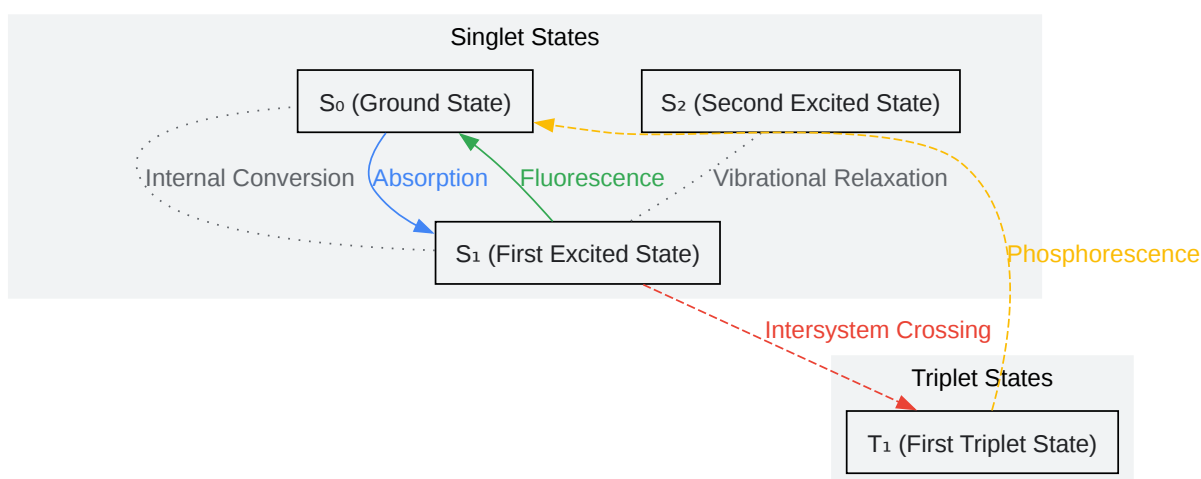 Singlet States
S₀ (Ground State)
S₂ (Second Excited State)
Internal Conversion
Absorption
Fluorescence
Vibrational Relaxation
S₁ (First Excited State)
Phosphorescence
Intersystem Crossing
Triplet States
T₁ (First Triplet State)